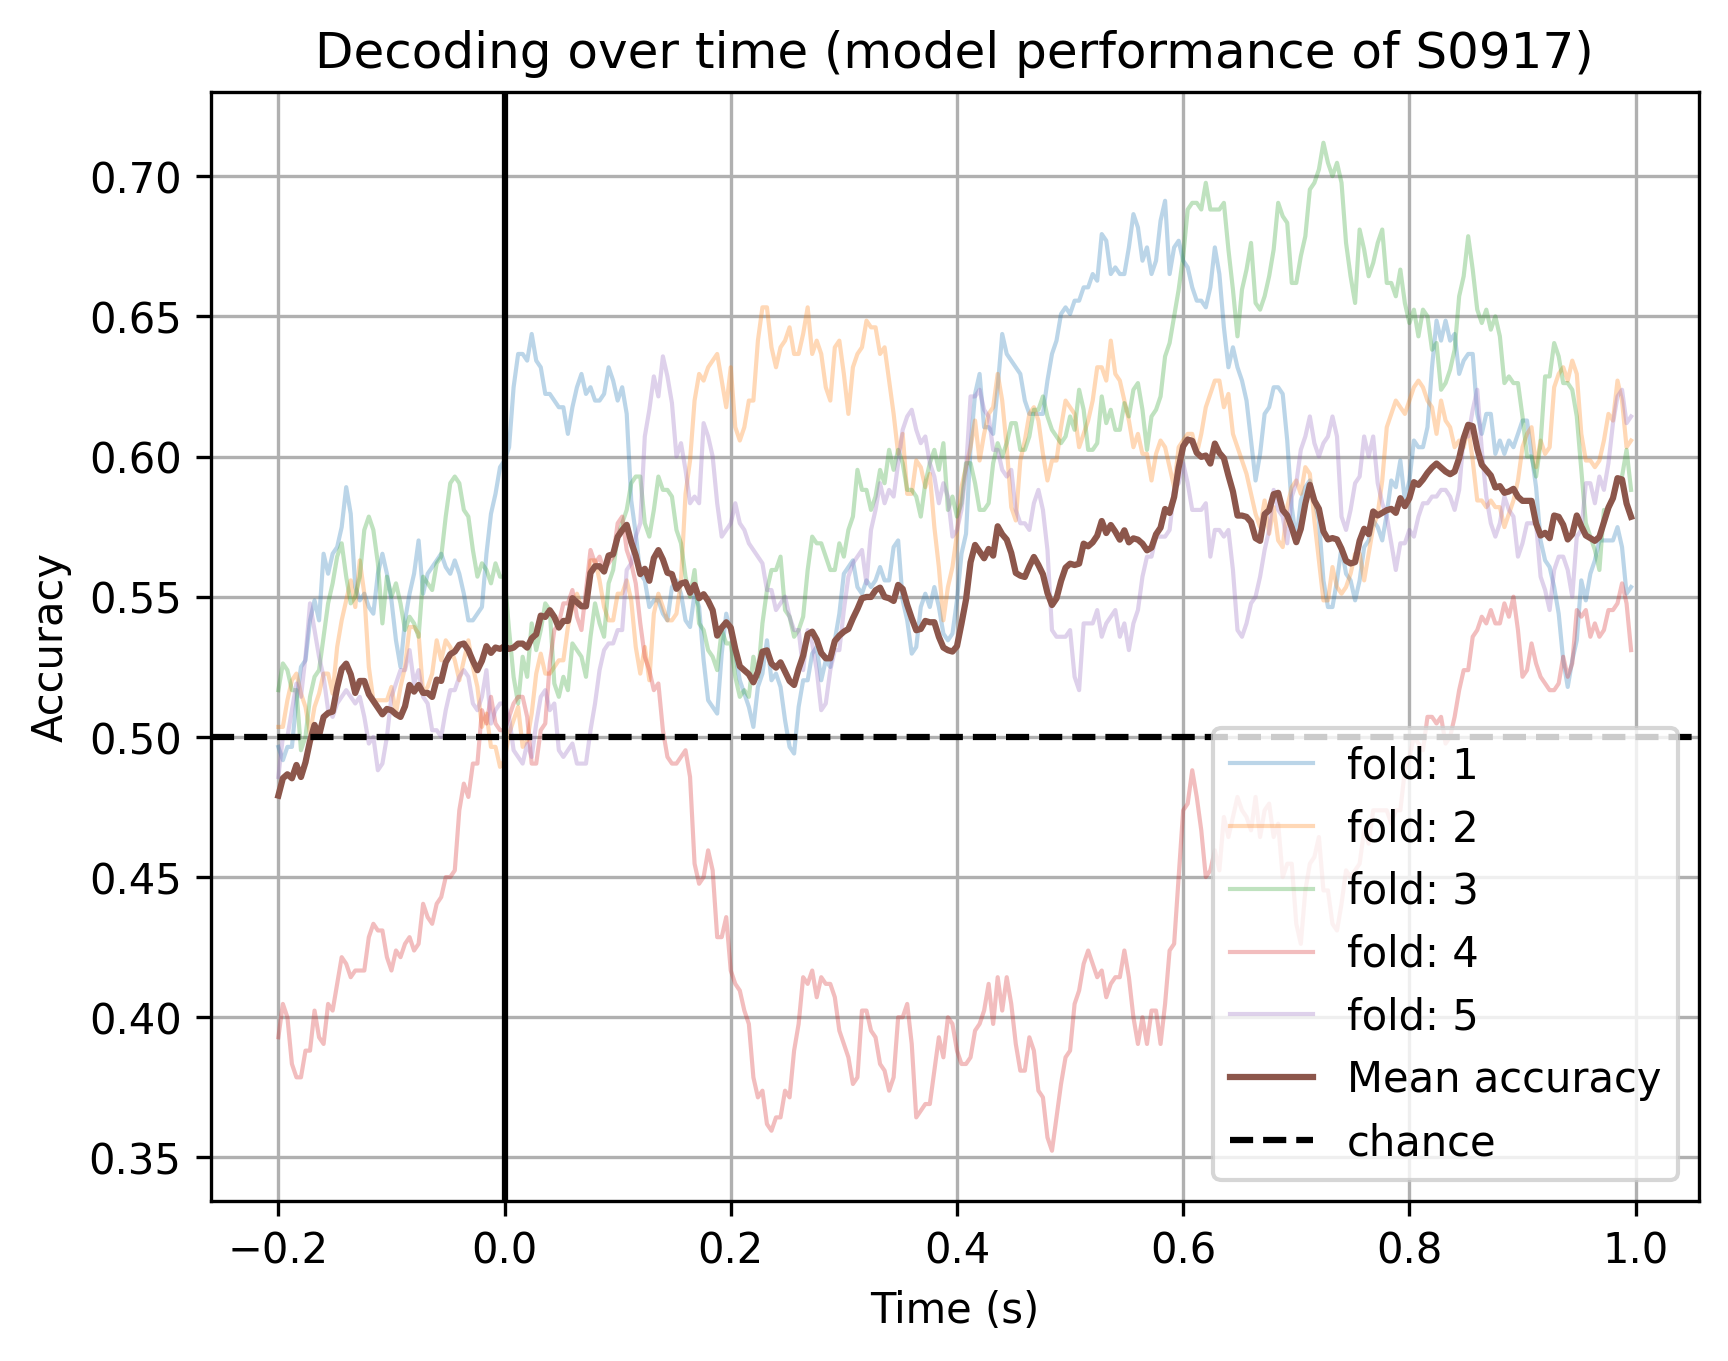 Decoding over time (model performance of S0917)
Accuracy
0.70
0.65
0.60
0.55
0.50
0.45
0.40
0.35
−0.2
0.0
0.2
0.4
0.6
0.8
1.0
Time (s)
fold: 1
fold: 2
fold: 3
fold: 4
fold: 5
Mean accuracy
chance